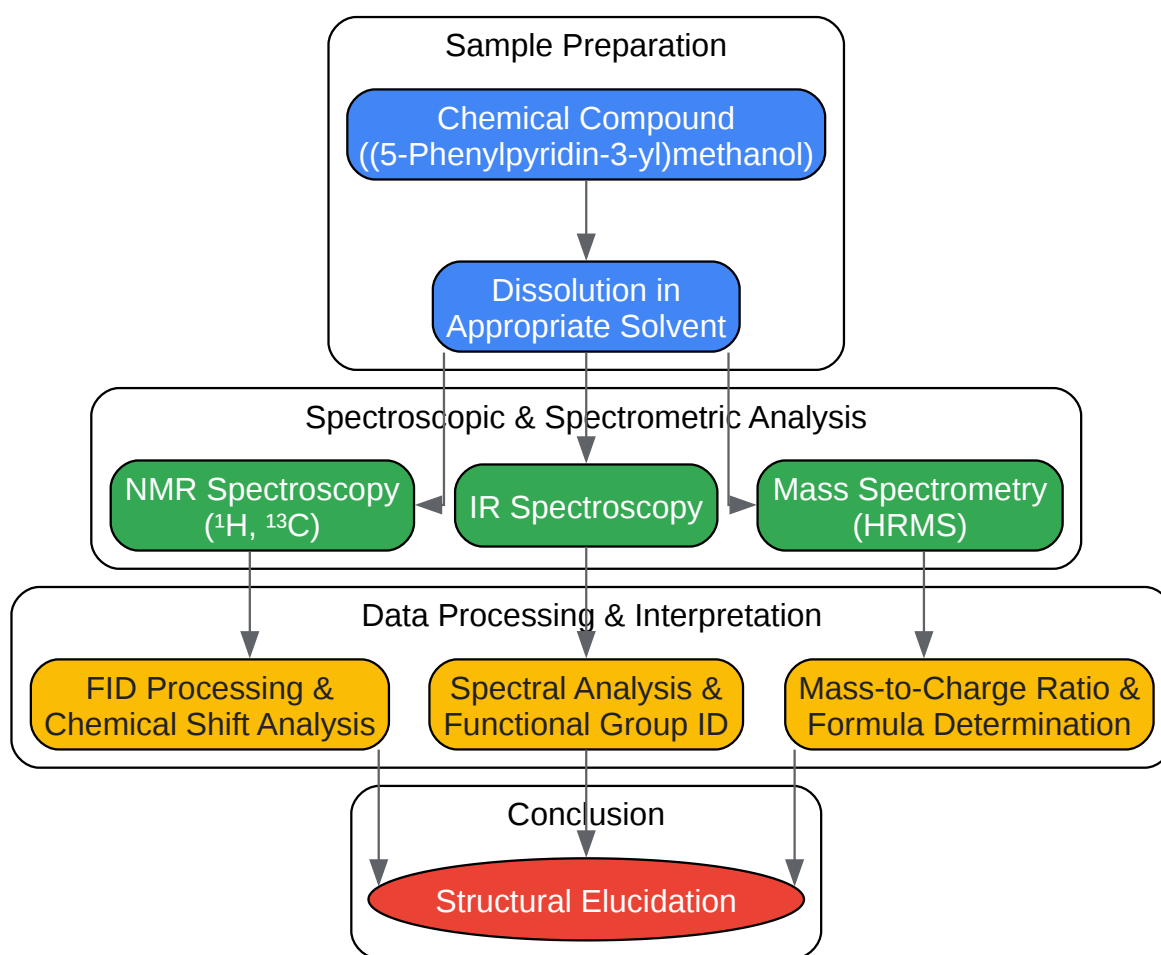 Sample Preparation
Chemical Compound
((5-Phenylpyridin-3-yl)methanol)
Dissolution in
Appropriate Solvent
Spectroscopic & Spectrometric Analysis
NMR Spectroscopy
(¹H, ¹³C)
IR Spectroscopy
Mass Spectrometry
(HRMS)
Data Processing & Interpretation
FID Processing &
Chemical Shift Analysis
Spectral Analysis &
Functional Group ID
Mass-to-Charge Ratio &
Formula Determination
Conclusion
Structural Elucidation